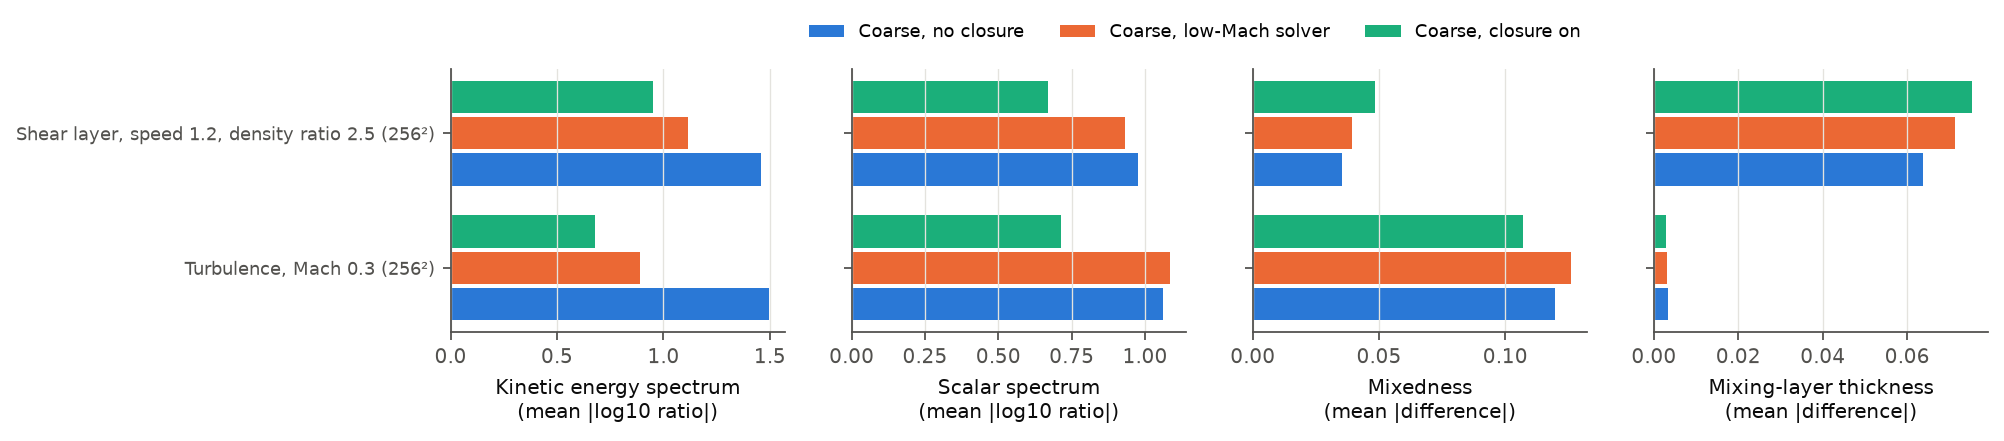 Coarse, no closure
Coarse, low-Mach solver
Coarse, closure on
Shear layer, speed 1.2, density ratio 2.5 (256²)
Turbulence, Mach 0.3 (256²)
0.0 0.5 1.0 1.5
Kinetic energy spectrum
(mean |log10 ratio|)
0.00 0.25 0.50 0.75 1.00
Scalar spectrum
(mean |log10 ratio|)
0.00 0.05 0.10
Mixedness
(mean |difference|)
0.00 0.02 0.04 0.06
Mixing-layer thickness
(mean |difference|)